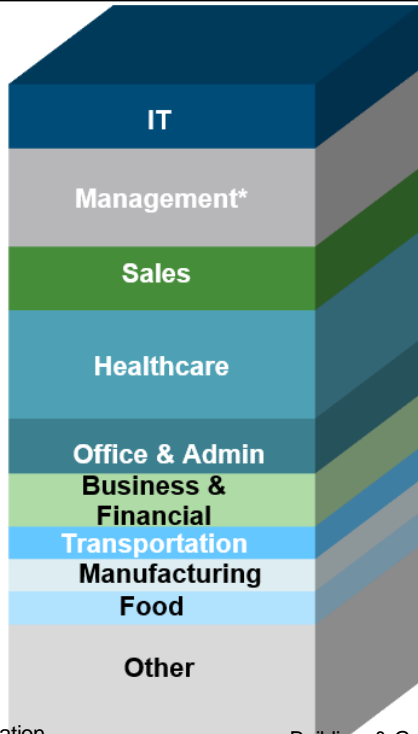 IT
Management*
Sales
Healthcare
Office & Admin
Business &
Financial
Transportation
Manufacturing
Food
Other